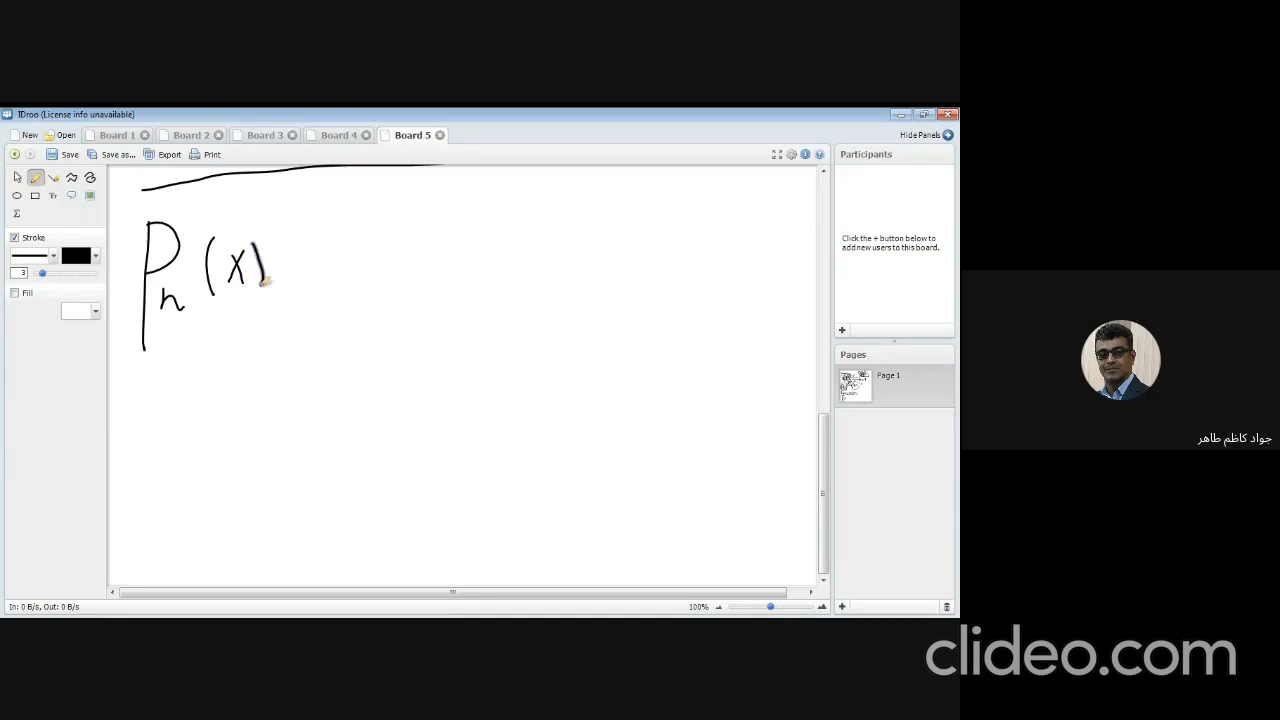 IDroo (License info unavailable)
New Open Board 1 Board 2 Board 3 Board 4 Board 5 Hide Panels
Save Save as... Export Print Participants
Tт
Σ
Stroke
3
Fill
Click the + button below to
add new users to this board.
Pn (x)
Pages
Page 1
جواد كاظم طاهر
In: 0 B/s, Out: 0 B/s 100%
clideo.com